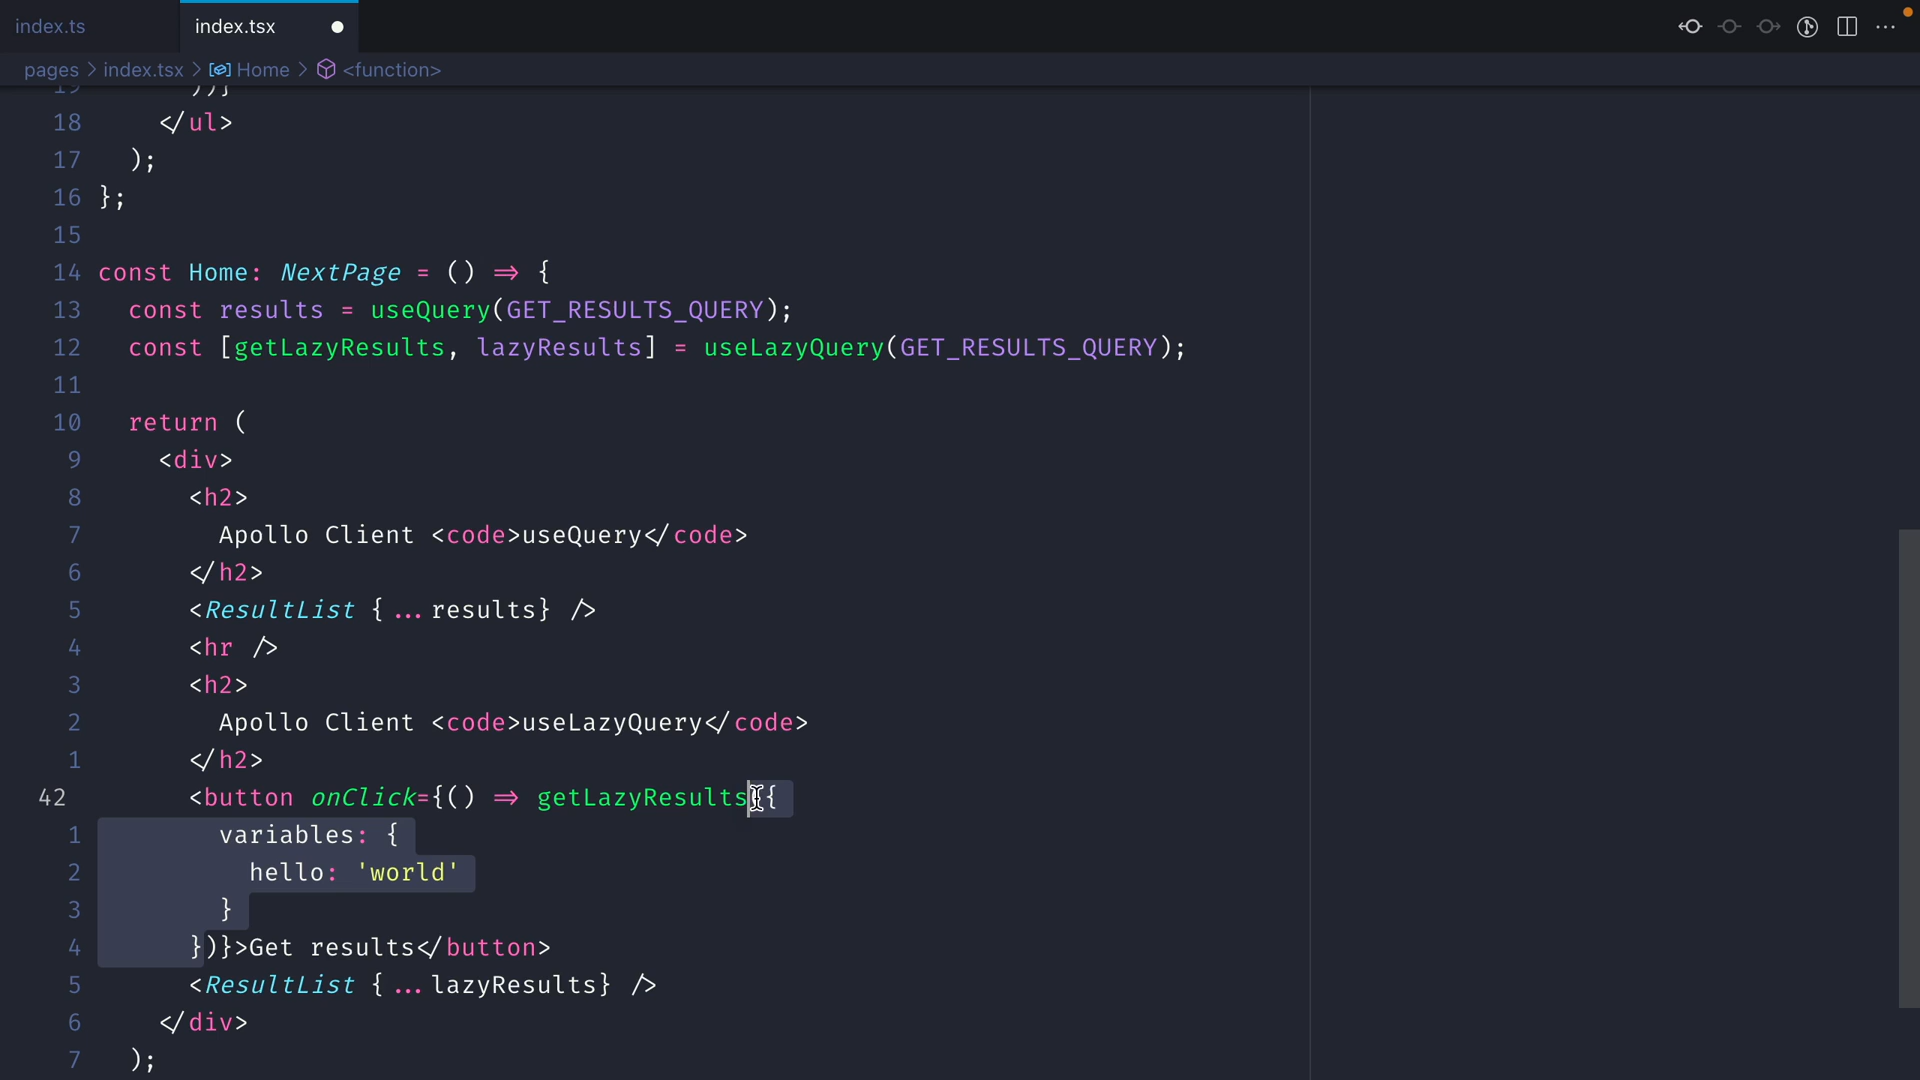 index.ts
index.tsx
pages > index.tsx > Home > <function>
19 ))}
18 </ul>
17 );
16 };
15
14 const Home: NextPage = () => {
13 const results = useQuery(GET_RESULTS_QUERY);
12 const [getLazyResults, lazyResults] = useLazyQuery(GET_RESULTS_QUERY);
11
10 return (
9 <div>
8 <h2>
7 Apollo Client <code>useQuery</code>
6 </h2>
5 <ResultList {...results} />
4 <hr />
3 <h2>
2 Apollo Client <code>useLazyQuery</code>
1 </h2>
42 <button onClick={() => getLazyResults({
1 variables: {
2 hello: 'world'
3 }
4 })}>Get results</button>
5 <ResultList {...lazyResults} />
6 </div>
7 );